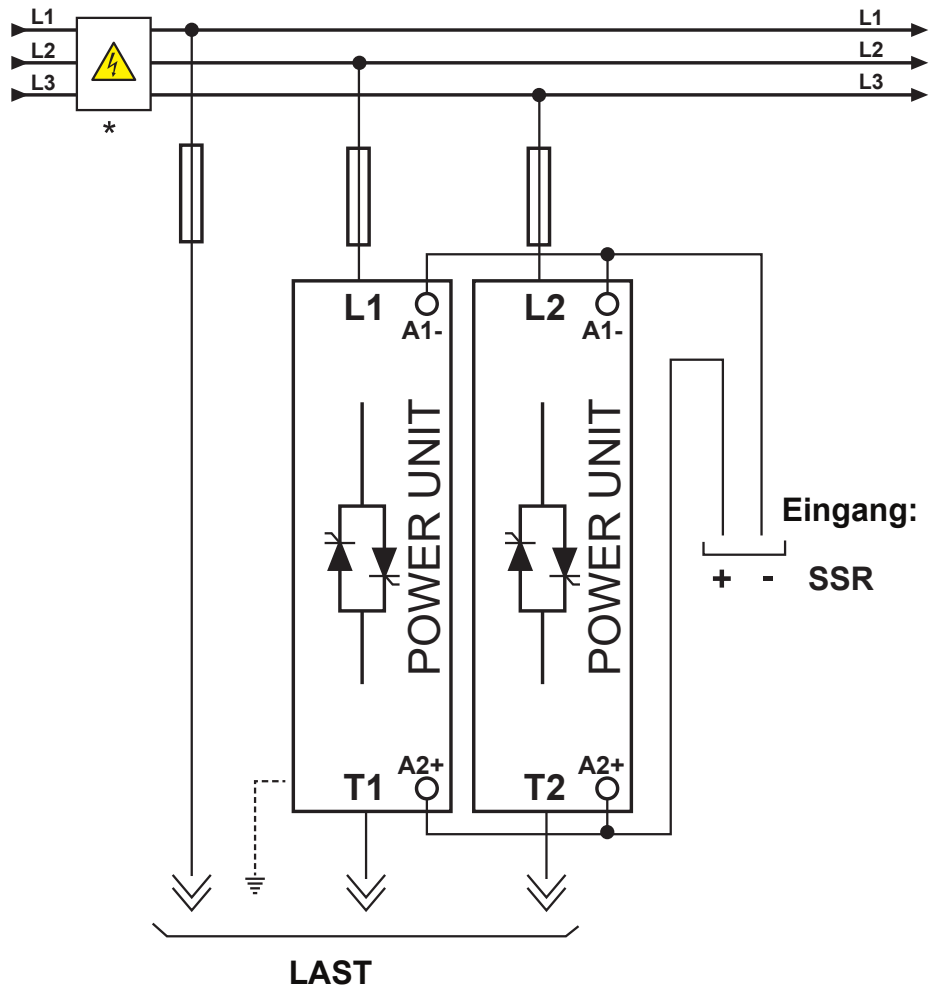 L1 L1
L2 L2
L3 L3
*
L1 L2
A1- A1-
POWER UNIT POWER UNIT
Eingang:
+ - SSR
A2+ A2+
T1 T2
LAST